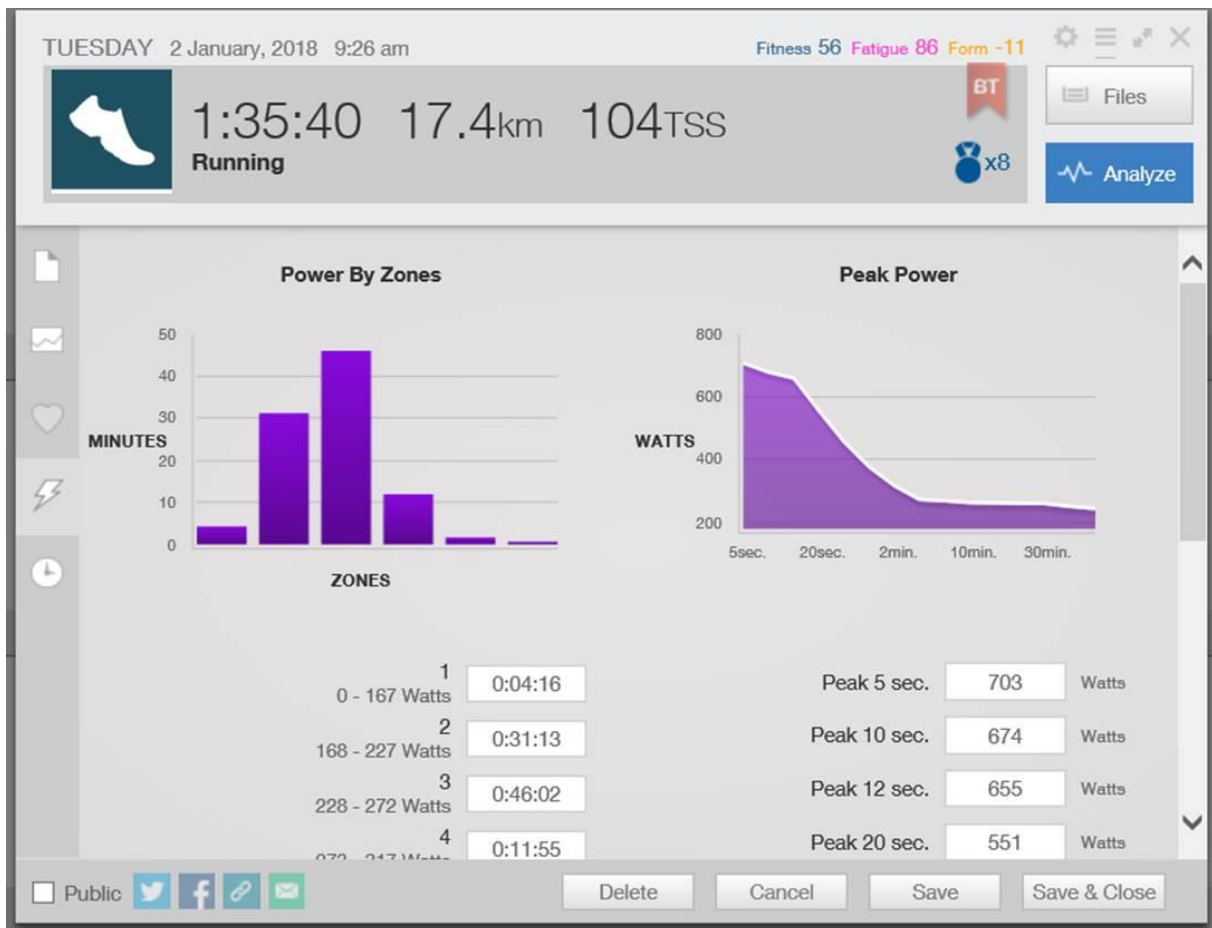 TUESDAY 2 January, 2018 9:26 am
Fitness 56 Fatigue 86 Form -11
1:35:40 17.4km 104TSS
Running
BT
x8
Files
Analyze
Power By Zones
50
40
30
MINUTES
20
10
0
ZONES
Peak Power
800
600
WATTS
400
200
5sec. 20sec. 2min. 10min. 30min.
1
0 - 167 Watts
0:04:16
2
168 - 227 Watts
0:31:13
3
228 - 272 Watts
0:46:02
4
0:11:55
Peak 5 sec. 703 Watts
Peak 10 sec. 674 Watts
Peak 12 sec. 655 Watts
Peak 20 sec. 551 Watts
Public
Delete Cancel Save Save & Close